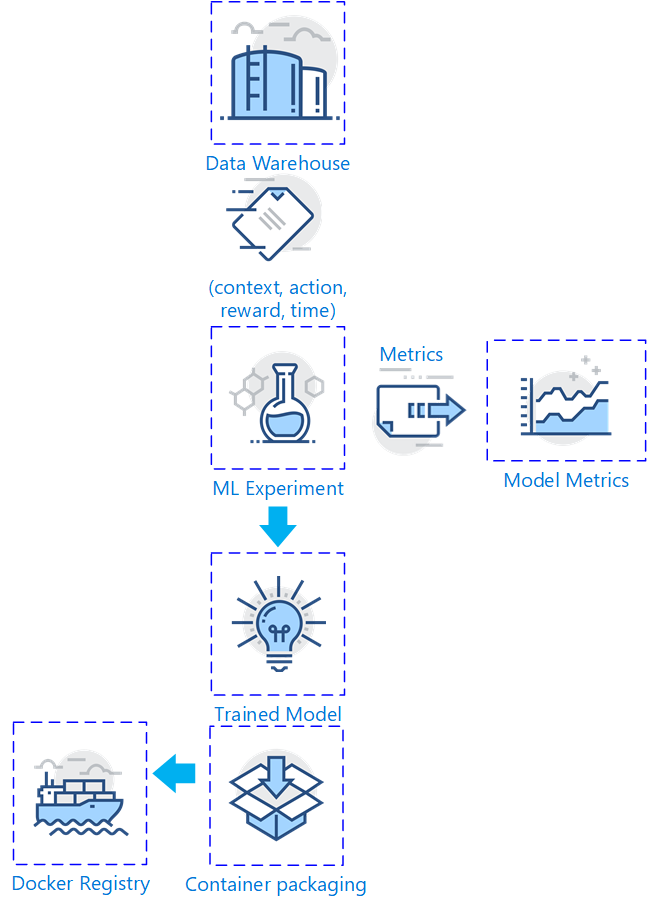 Data Warehouse
(context, action,
reward, time)
Metrics
ML Experiment
Model Metrics
Trained Model
Docker Registry
Container packaging